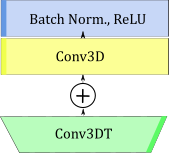 Batch Norm., ReLU
Conv3D
+
Conv3DT